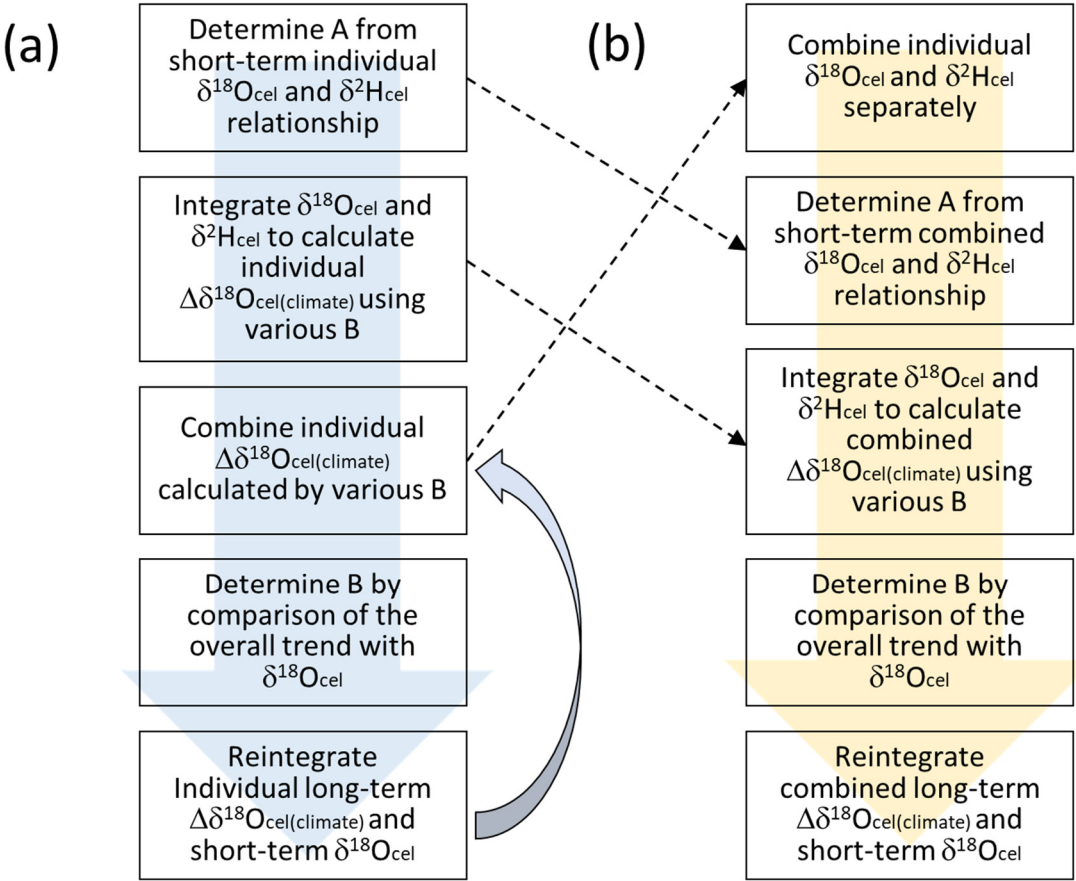 (a)
Determine A from
short-term individual
δ¹⁸Ocel and δ²Hcel
relationship
Integrate δ¹⁸Ocel and
δ²Hcel to calculate
individual
Δδ¹⁸Ocel(climate) using
various B
Combine individual
Δδ¹⁸Ocel(climate)
calculated by various B
Determine B by
comparison of the
overall trend with
δ¹⁸Ocel
Reintegrate
Individual long-term
Δδ¹⁸Ocel(climate) and
short-term δ¹⁸Ocel
(b)
Combine individual
δ¹⁸Ocel and δ²Hcel
separately
Determine A from
short-term combined
δ¹⁸Ocel and δ²Hcel
relationship
Integrate δ¹⁸Ocel and
δ²Hcel to calculate
combined
Δδ¹⁸Ocel(climate) using
various B
Determine B by
comparison of the
overall trend with
δ¹⁸Ocel
Reintegrate
combined long-term
Δδ¹⁸Ocel(climate) and
short-term δ¹⁸Ocel